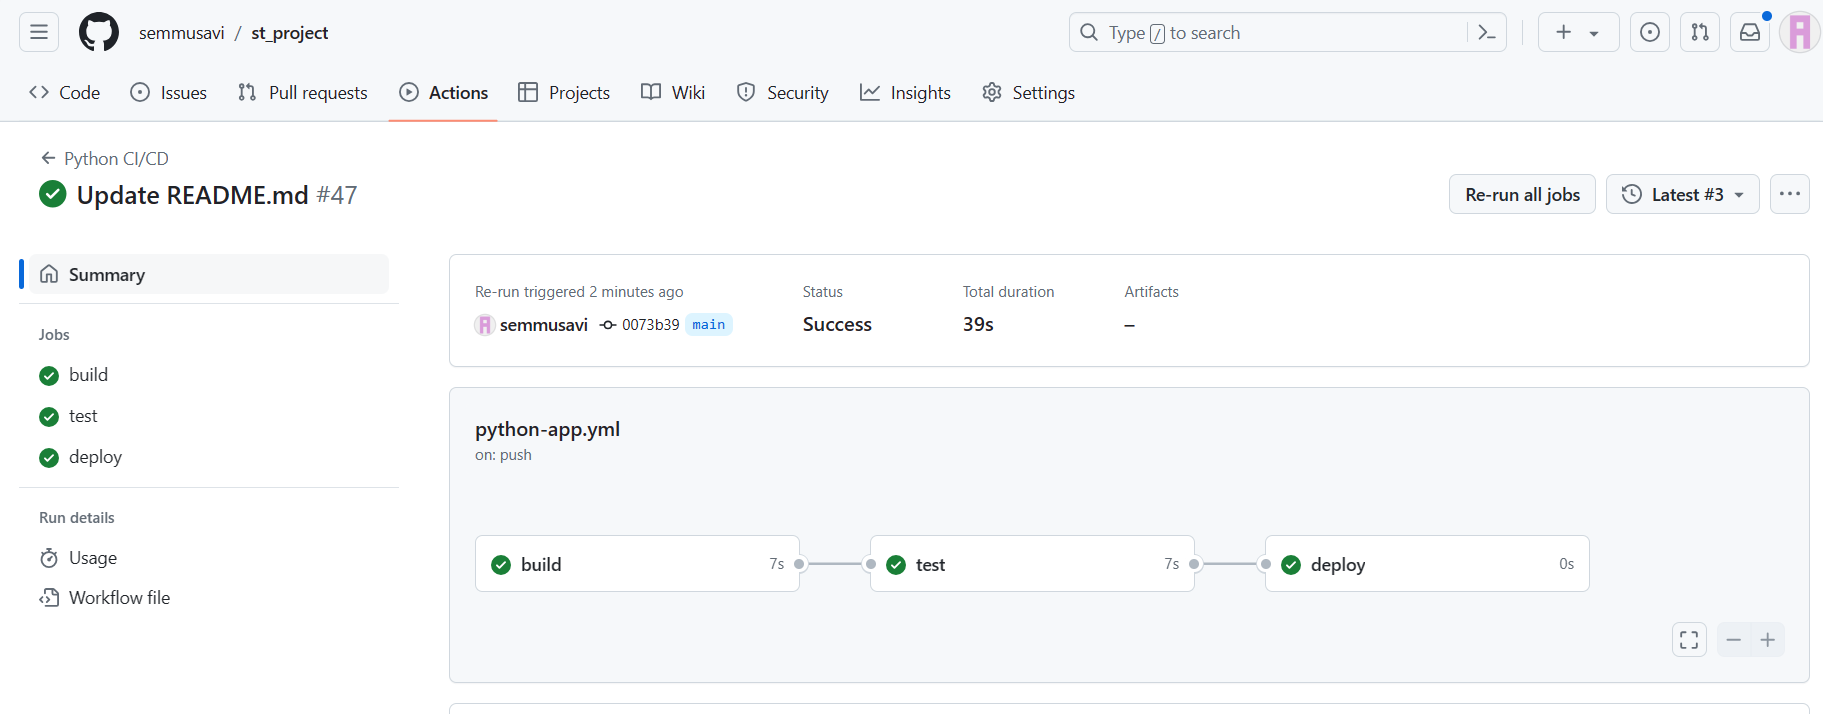 semmusavi / st_project
Type / to search
Code Issues Pull requests Actions Projects Wiki Security Insights Settings
Python CI/CD
Update README.md #47
Re-run all jobs Latest #3
Summary
Jobs
build
test
deploy
Run details
Usage
Workflow file
Re-run triggered 2 minutes ago Status Total duration Artifacts
semmusavi 0073b39 main Success 39s –
python-app.yml
on: push
build 7s test 7s deploy 0s